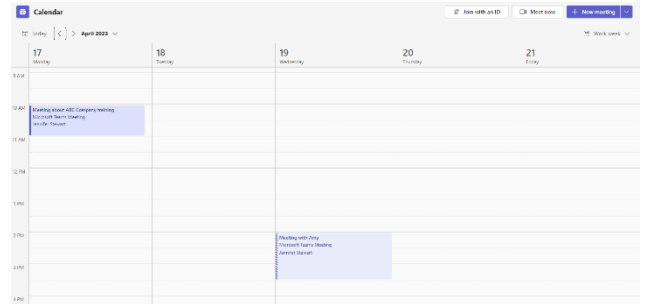 Calendar
Join with an ID
Meet now
New meeting
Today
April 2023
Work week
17
Monday
18
Tuesday
19
Wednesday
20
Thursday
21
Friday
9 AM
10 AM
Meeting about ABC Company training
Microsoft Teams Meeting
Jennifer Stewart
11 AM
12 PM
1 PM
2 PM
Meeting with Amy
Microsoft Teams Meeting
Jennifer Stewart
3 PM
4 PM